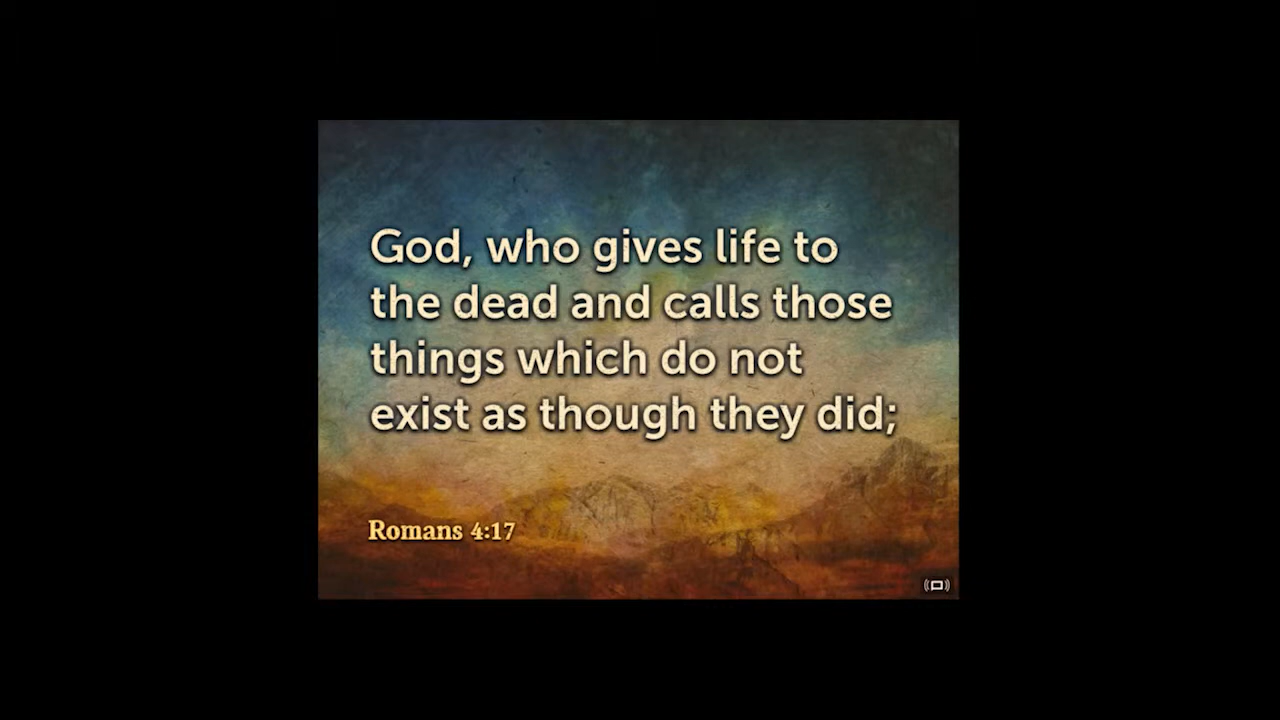 God, who gives life to
the dead and calls those
things which do not
exist as though they did;
Romans 4:17